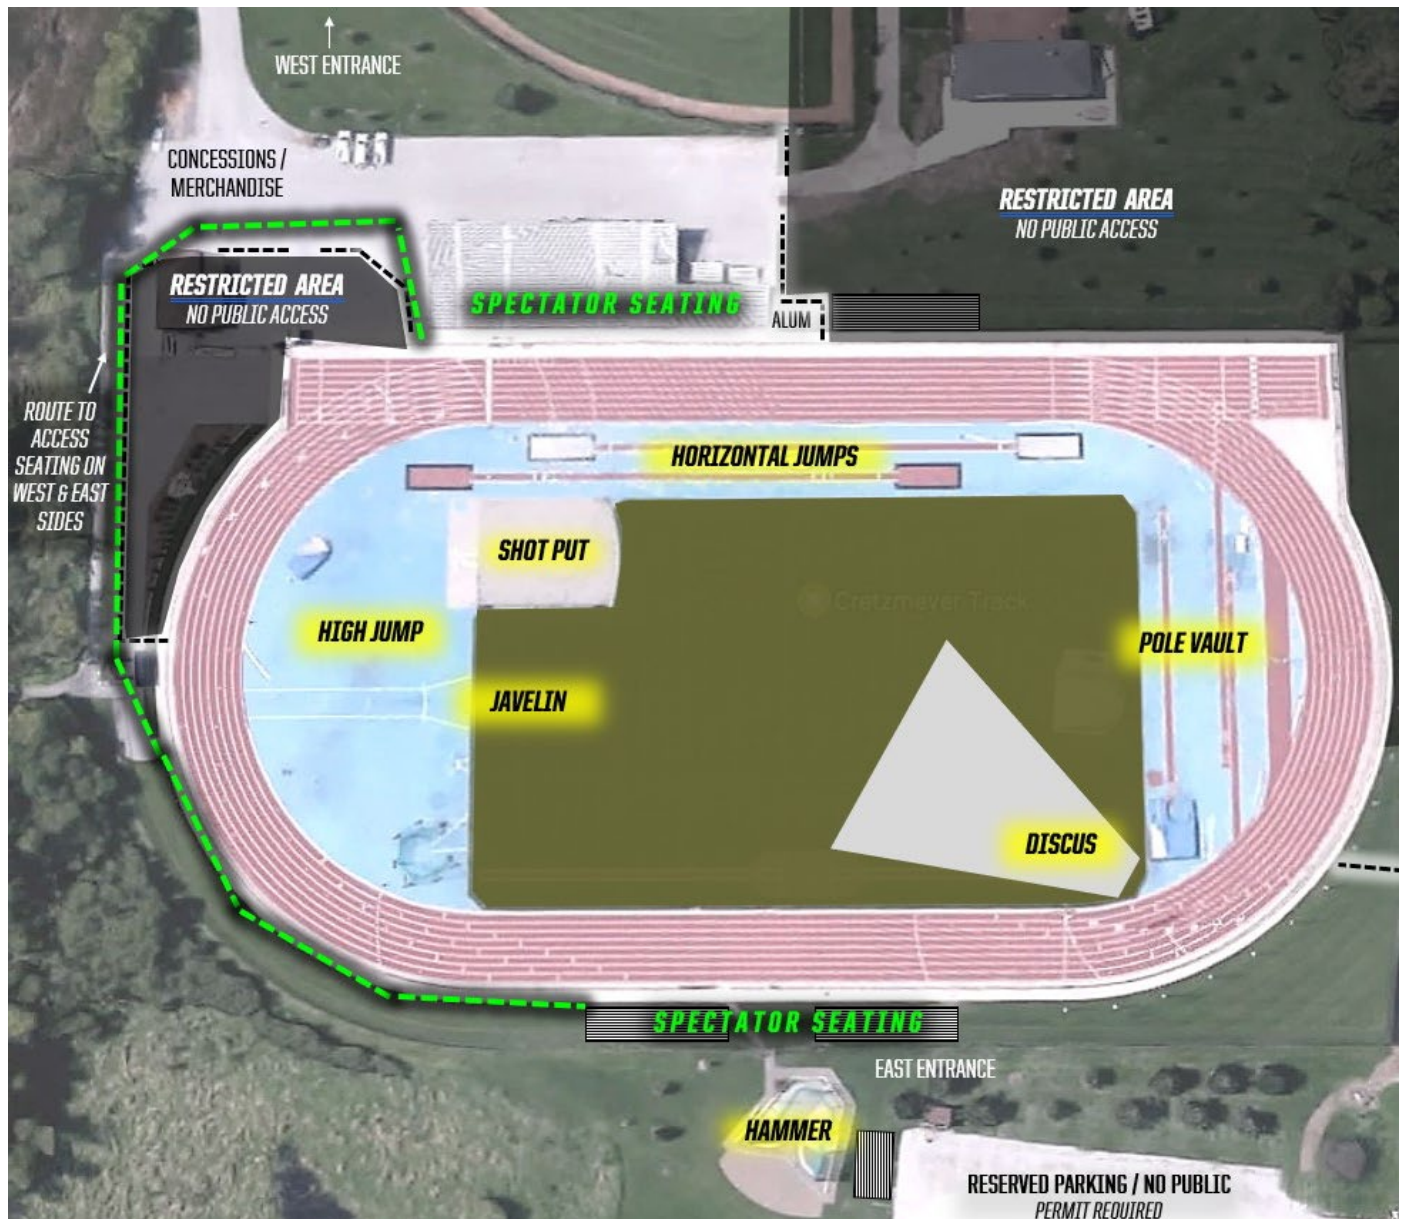 WEST ENTRANCE
CONCESSIONS /
MERCHANDISE
RESTRICTED AREA
NO PUBLIC ACCESS
RESTRICTED AREA
NO PUBLIC ACCESS
SPECTATOR SEATING
ALUM
ROUTE TO
ACCESS
SEATING ON
WEST & EAST
SIDES
HORIZONTAL JUMPS
SHOT PUT
Cretzmeyer Track
HIGH JUMP
POLE VAULT
JAVELIN
DISCUS
SPECTATOR SEATING
EAST ENTRANCE
HAMMER
RESERVED PARKING / NO PUBLIC
PERMIT REQUIRED